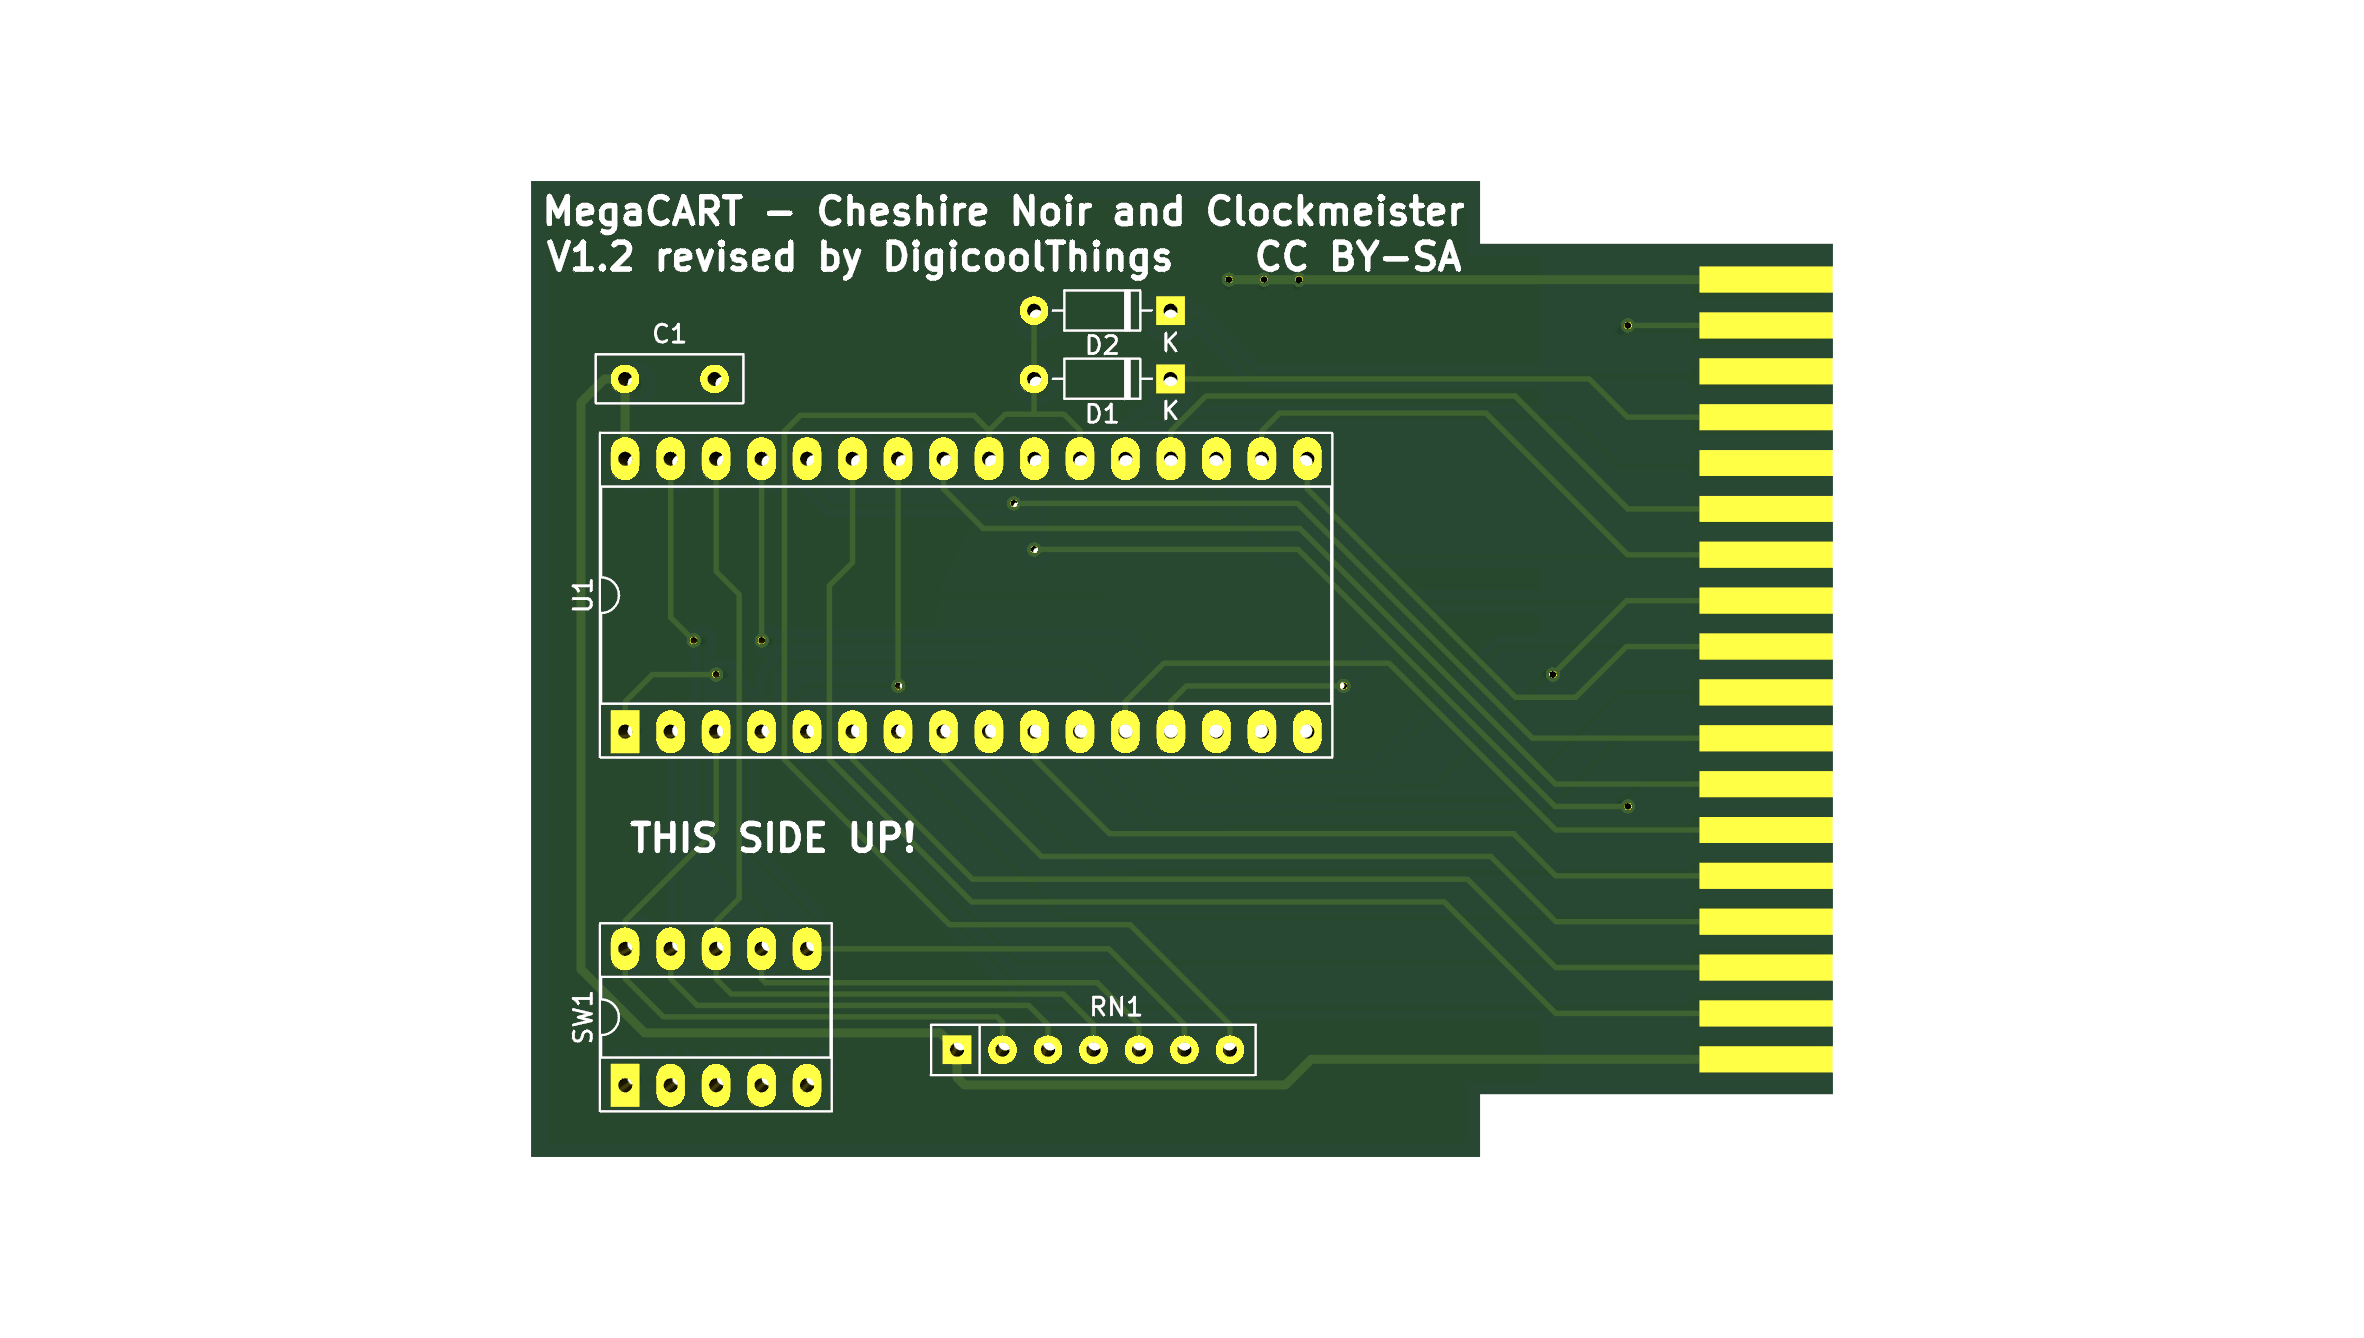 MegaCART - Cheshire Noir and Clockmeister
V1.2 revised by DigicoolThings CC BY-SA
C1
D2
K
D1
K
U1
THIS SIDE UP!
SW1
RN1